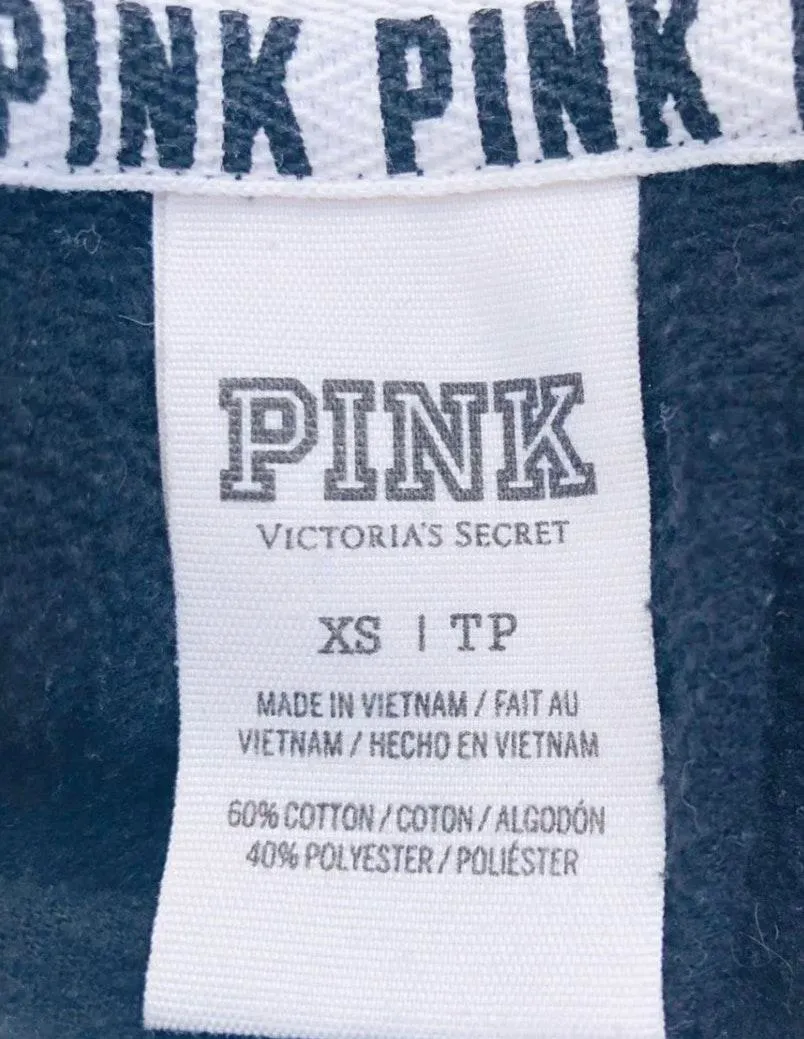 PINK PINK
PINK
VICTORIA'S SECRET
XS | TP
MADE IN VIETNAM / FAIT AU
VIETNAM / HECHO EN VIETNAM
60% COTTON / COTON / ALGODÓN
40% POLYESTER / POLIÉSTER